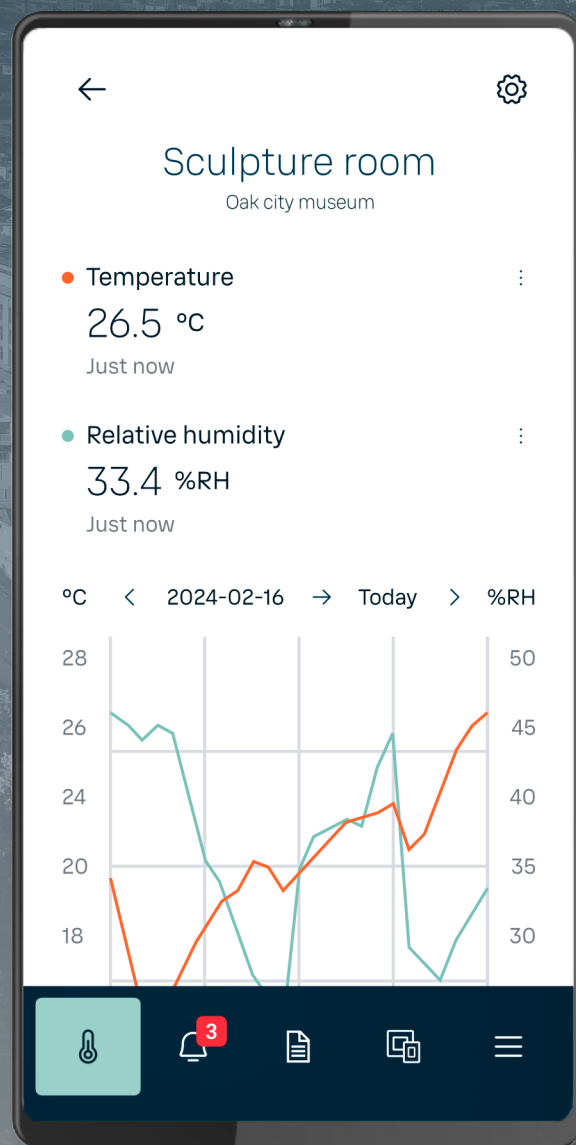 Sculpture room
Oak city museum
Temperature
26.5 °C
Just now
Relative humidity
33.4 %RH
Just now
°C < 2024-02-16 → Today > %RH
28 50
26 45
24 40
20 35
18 30
3